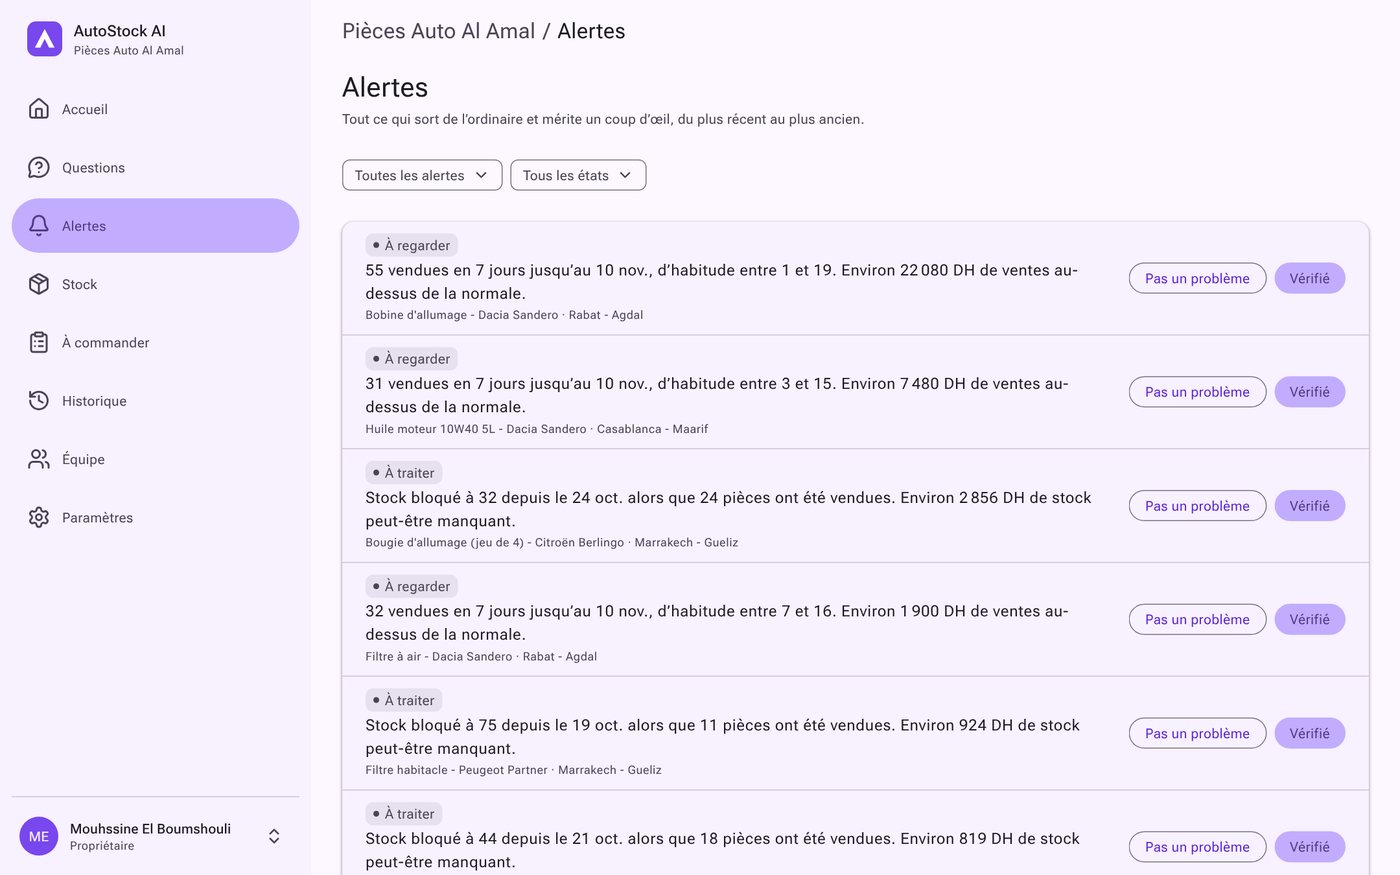 AutoStock AI
Pièces Auto Al Amal
Accueil
Questions
Alertes
Stock
À commander
Historique
Équipe
Paramètres
ME
Mouhssine El Boumshouli
Propriétaire
Pièces Auto Al Amal / Alertes
Alertes
Tout ce qui sort de l’ordinaire et mérite un coup d’œil, du plus récent au plus ancien.
Toutes les alertes
Tous les états
• À regarder
55 vendues en 7 jours jusqu’au 10 nov., d’habitude entre 1 et 19. Environ 22 080 DH de ventes au-
dessus de la normale.
Bobine d'allumage - Dacia Sandero · Rabat - Agdal
Pas un problème
Vérifié
• À regarder
31 vendues en 7 jours jusqu’au 10 nov., d’habitude entre 3 et 15. Environ 7 480 DH de ventes au-
dessus de la normale.
Huile moteur 10W40 5L - Dacia Sandero · Casablanca - Maarif
Pas un problème
Vérifié
• À traiter
Stock bloqué à 32 depuis le 24 oct. alors que 24 pièces ont été vendues. Environ 2 856 DH de stock
peut-être manquant.
Bougie d'allumage (jeu de 4) - Citroën Berlingo · Marrakech - Gueliz
Pas un problème
Vérifié
• À regarder
32 vendues en 7 jours jusqu’au 10 nov., d’habitude entre 7 et 16. Environ 1 900 DH de ventes au-
dessus de la normale.
Filtre à air - Dacia Sandero · Rabat - Agdal
Pas un problème
Vérifié
• À traiter
Stock bloqué à 75 depuis le 19 oct. alors que 11 pièces ont été vendues. Environ 924 DH de stock
peut-être manquant.
Filtre habitacle - Peugeot Partner · Marrakech - Gueliz
Pas un problème
Vérifié
• À traiter
Stock bloqué à 44 depuis le 21 oct. alors que 18 pièces ont été vendues. Environ 819 DH de stock
peut-être manquant.
Pas un problème
Vérifié